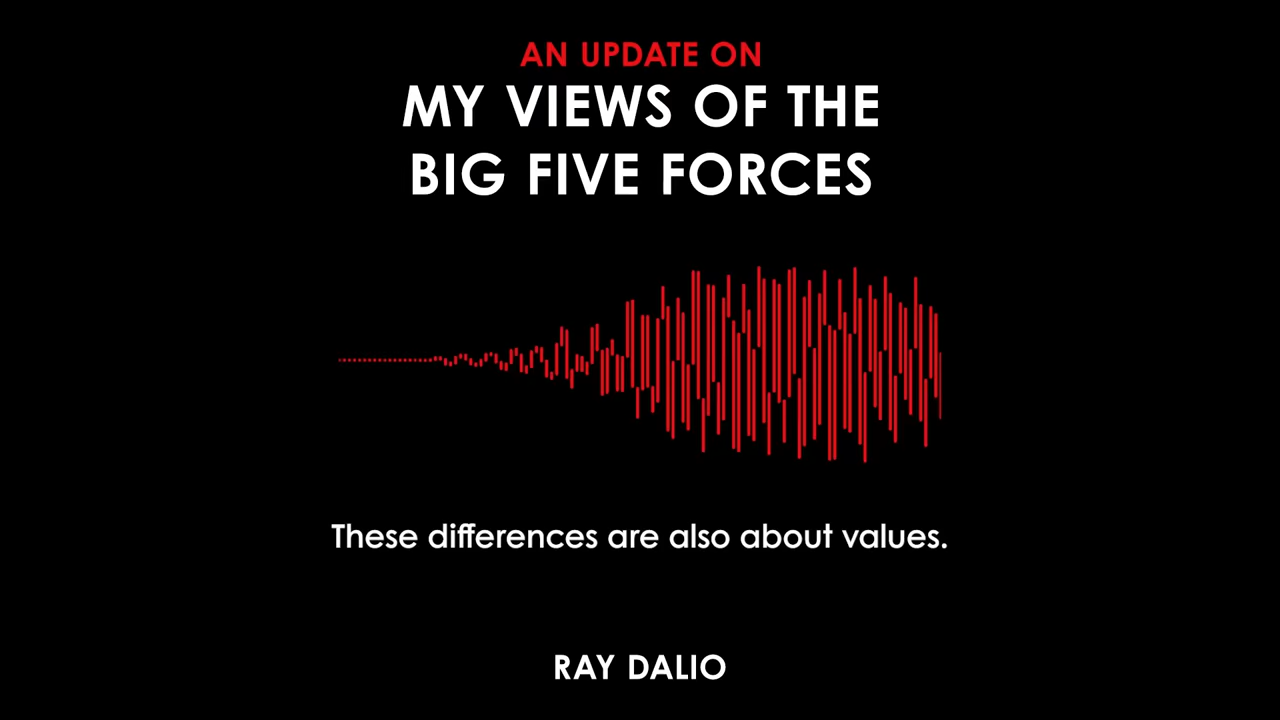 AN UPDATE ON
MY VIEWS OF THE
BIG FIVE FORCES
These differences are also about values.
RAY DALIO